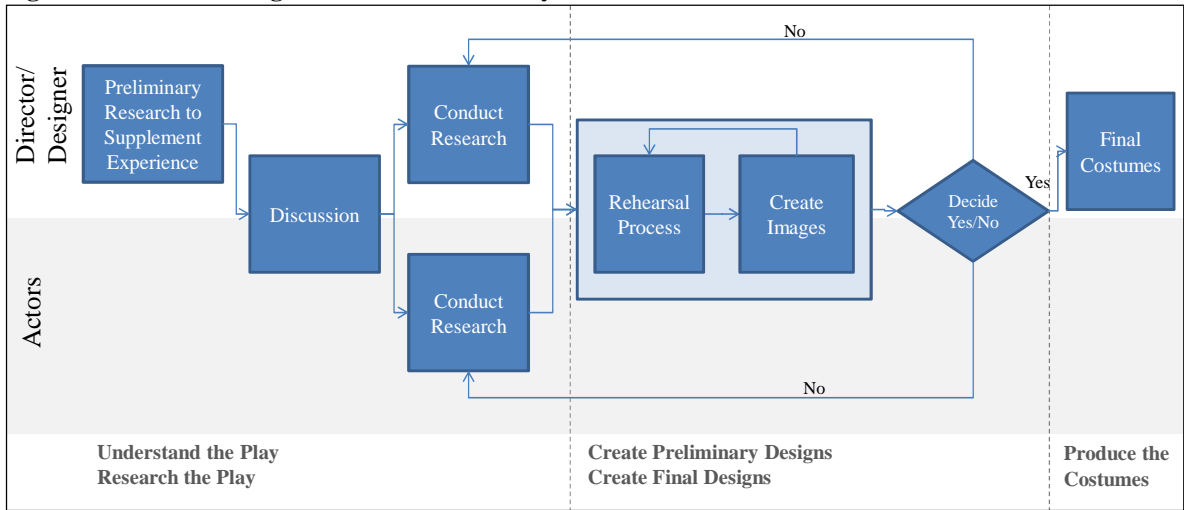 Director/
Designer
Preliminary
Research to
Supplement
Experience
Discussion
Conduct
Research
No
Rehearsal
Process
Create
Images
Decide
Yes/No
Yes
Final
Costumes
Actors
Conduct
Research
No
Understand the Play
Research the Play
Create Preliminary Designs
Create Final Designs
Produce the
Costumes